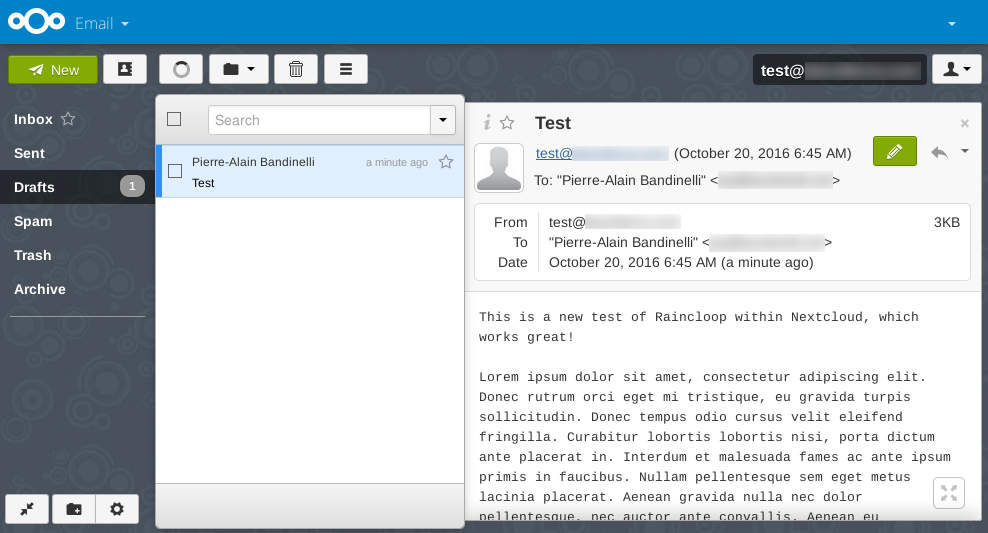 Email
New
test@
Inbox
Sent
Drafts 1
Spam
Trash
Archive
Search
Pierre-Alain Bandinelli a minute ago
Test
Test
test@ (October 20, 2016 6:45 AM)
To: "Pierre-Alain Bandinelli" < >
From test@ 3KB
To "Pierre-Alain Bandinelli" < >
Date October 20, 2016 6:45 AM (a minute ago)
This is a new test of Raincloop within Nextcloud, which
works great!
Lorem ipsum dolor sit amet, consectetur adipiscing elit.
Donec rutrum orci eget mi tristique, eu gravida turpis
sollicitudin. Donec tempus odio cursus velit eleifend
fringilla. Curabitur lobortis lobortis nisi, porta dictum
ante placerat in. Interdum et malesuada fames ac ante ipsum
primis in faucibus. Nullam pellentesque sem eget metus
lacinia placerat. Aenean gravida nulla nec dolor
pellentesque, nec auctor ante convallis. Aenean eu